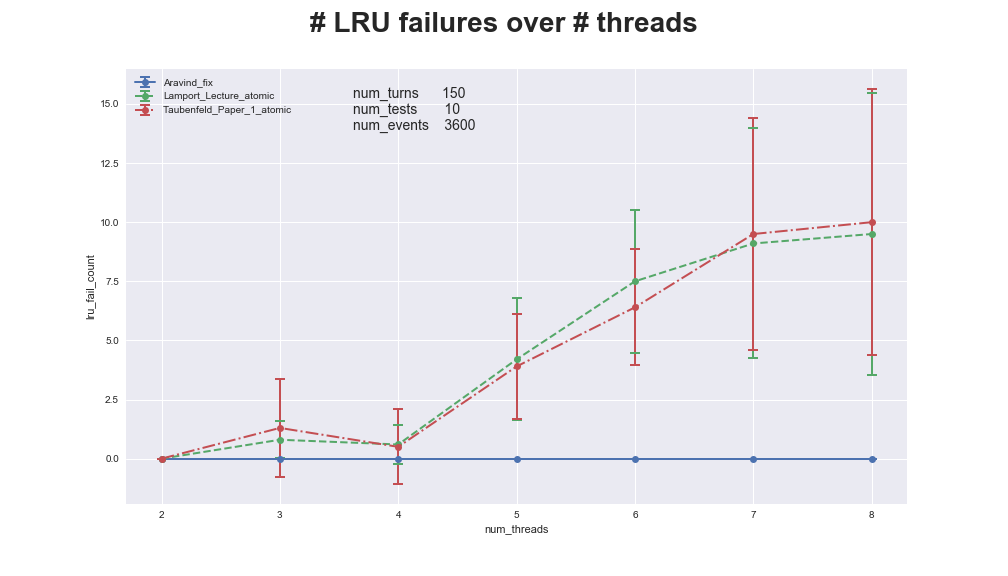 # LRU failures over # threads
Aravind_fix
Lamport_Lecture_atomic
Taubenfeld_Paper_1_atomic
num_turns 150
num_tests 10
num_events 3600
15.0
12.5
10.0
7.5
5.0
2.5
0.0
lru_fail_count
2 3 4 5 6 7 8
num_threads